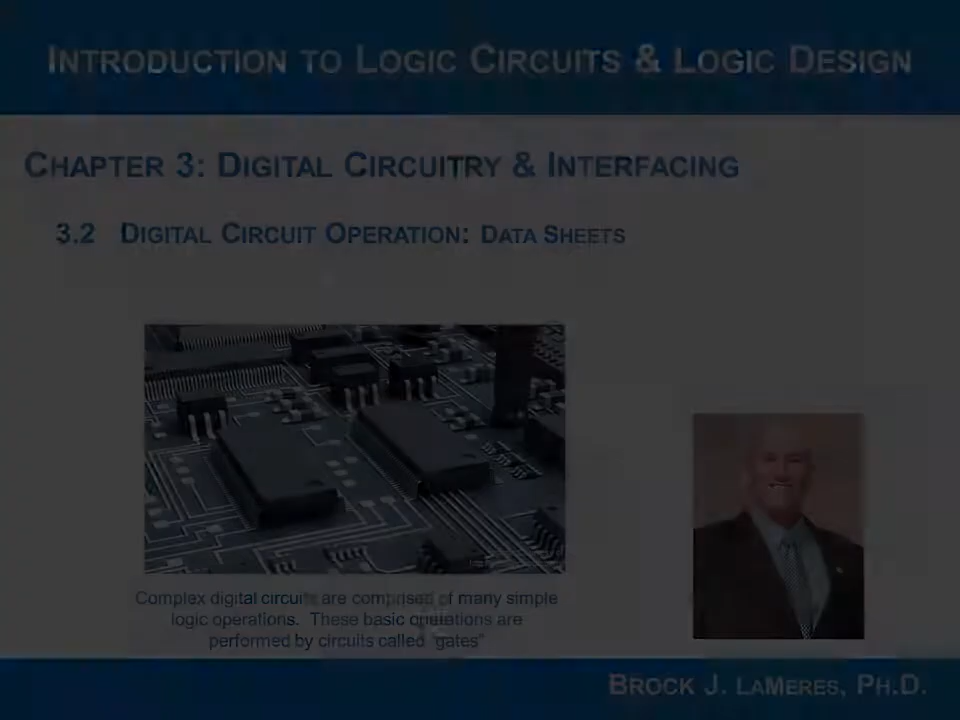 INTRODUCTION TO LOGIC CIRCUITS & LOGIC DESIGN
CHAPTER 3: DIGITAL CIRCUITRY & INTERFACING
3.2 DIGITAL CIRCUIT OPERATION: DATA SHEETS
Complex digital circuits are comprised of many simple
logic operations. These basic operations are
performed by circuits called "gates"
BROCK J. LAMERES, PH.D.